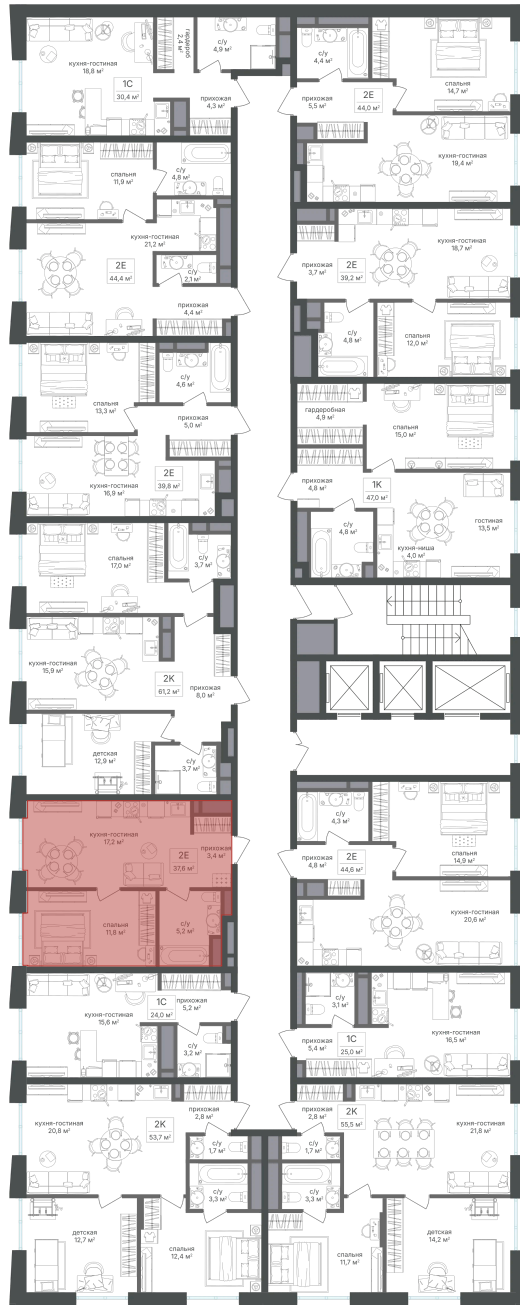 кухня-гостиная
18,8 м²
1С
30,4
гардероб
2,4 м²
с/у
4,9 м²
прихожая
4,3 м²
с/у
4,4 м²
прихожая
5,5 м²
2Е
44,0
спальня
14,7 м²
кухня-гостиная
19,4 м²
спальня
11,9 м²
с/у
4,8 м²
кухня-гостиная
21,2 м²
2Е
44,4
с/у
2,1 м²
прихожая
4,4 м²
прихожая
3,7 м²
2Е
39,2
кухня-гостиная
18,7 м²
с/у
4,8 м²
спальня
12,0 м²
спальня
13,3 м²
с/у
4,6 м²
прихожая
5,0 м²
2Е
39,8
кухня-гостиная
16,9 м²
гардеробная
4,9 м²
спальня
15,0 м²
прихожая
4,8 м²
1К
47,0
с/у
4,8 м²
гостиная
13,5 м²
кухня-ниша
4,0 м²
спальня
17,0 м²
с/у
3,7 м²
кухня-гостиная
15,9 м²
2К
61,2
прихожая
8,0 м²
детская
12,9 м²
с/у
3,7 м²
кухня-гостиная
17,2 м²
2Е
37,6
прихожая
3,4 м²
спальня
11,8 м²
с/у
5,2 м²
с/у
4,3 м²
прихожая
4,8 м²
2Е
44,6
спальня
14,9 м²
кухня-гостиная
20,6 м²
1С
24,0
прихожая
5,2 м²
кухня-гостиная
15,6 м²
с/у
3,2 м²
с/у
3,1 м²
прихожая
5,4 м²
1С
25,0
кухня-гостиная
16,5 м²
кухня-гостиная
20,8 м²
2К
53,7
прихожая
2,8 м²
с/у
1,7 м²
с/у
3,3 м²
детская
12,7 м²
спальня
12,4 м²
прихожая
2,8 м²
2К
55,5
кухня-гостиная
21,8 м²
с/у
1,7 м²
с/у
3,3 м²
спальня
11,7 м²
детская
14,2 м²